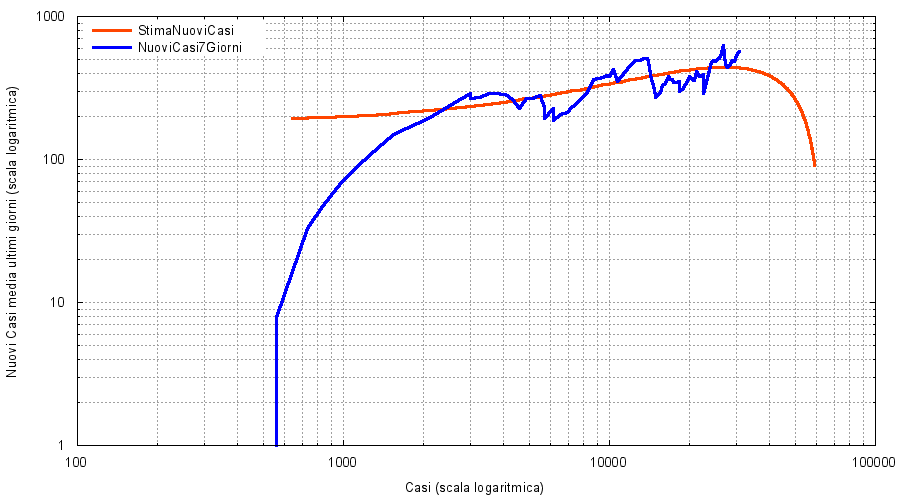 StimaNuoviCasi
NuoviCasi7Giorni
1000
100
10
1
Nuovi Casi media ultimi giorni (scala logaritmica)
100
1000
10000
100000
Casi (scala logaritmica)